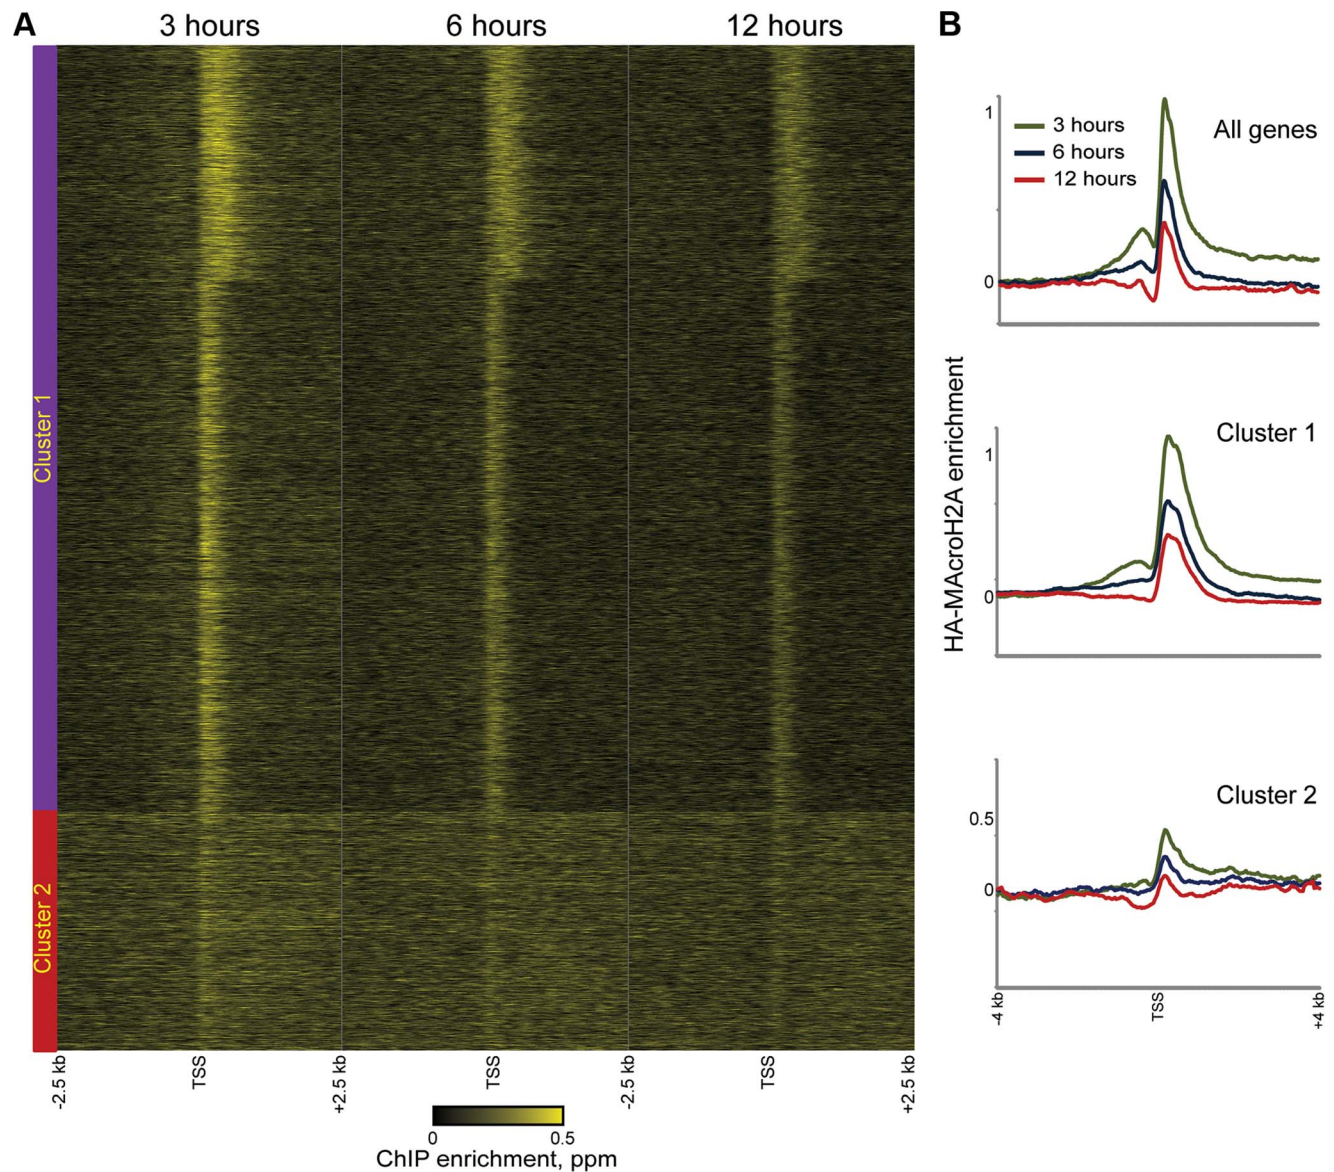 A
3 hours
6 hours
12 hours
Cluster 1
Cluster 2
-2.5 kb
TSS
+2.5 kb
TSS
-2.5 kb
TSS
+2.5 kb
0
0.5
ChIP enrichment, ppm
B
HA-MAcroH2A enrichment
1
0
3 hours
6 hours
12 hours
All genes
1
0
Cluster 1
0.5
0
Cluster 2
-4 kb
TSS
+4 kb